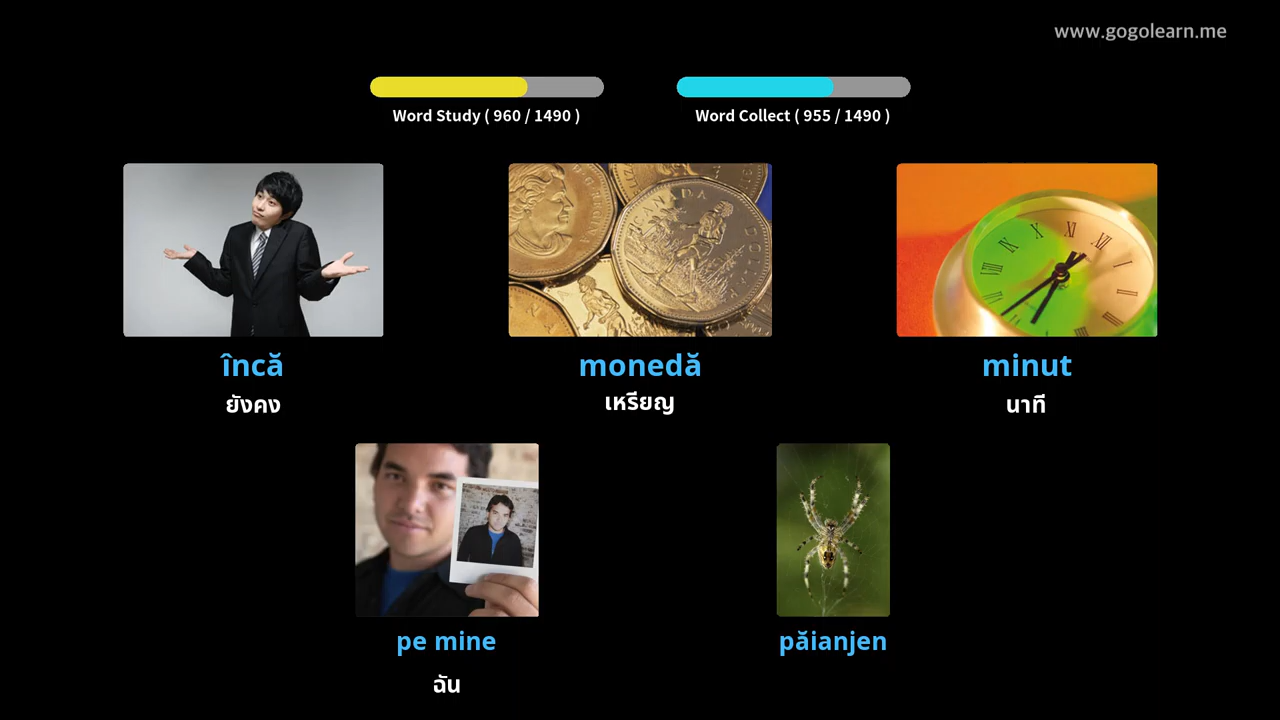 www.gogolearn.me
Word Study ( 960 / 1490 )
Word Collect ( 955 / 1490 )
încă
monedă
minut
ยังคง
เหรียญ
นาที
pe mine
păianjen
ฉัน